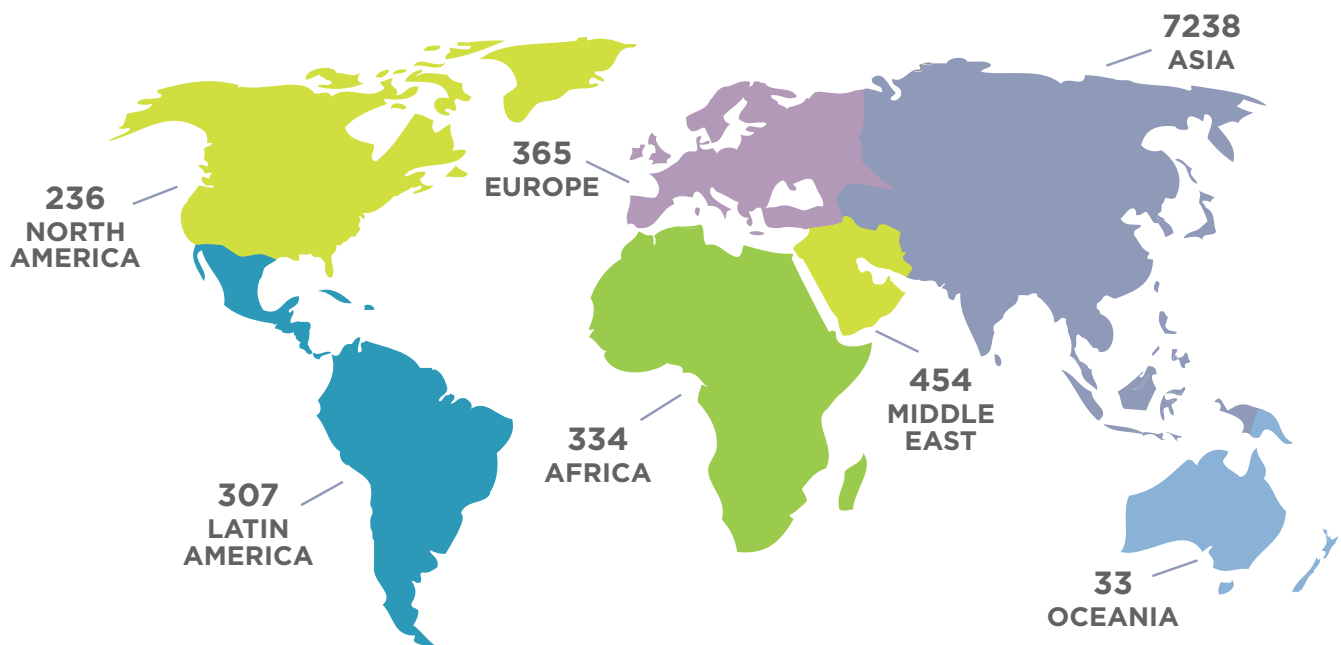 7238
ASIA
365
EUROPE
236
NORTH
AMERICA
454
MIDDLE
EAST
334
AFRICA
307
LATIN
AMERICA
33
OCEANIA